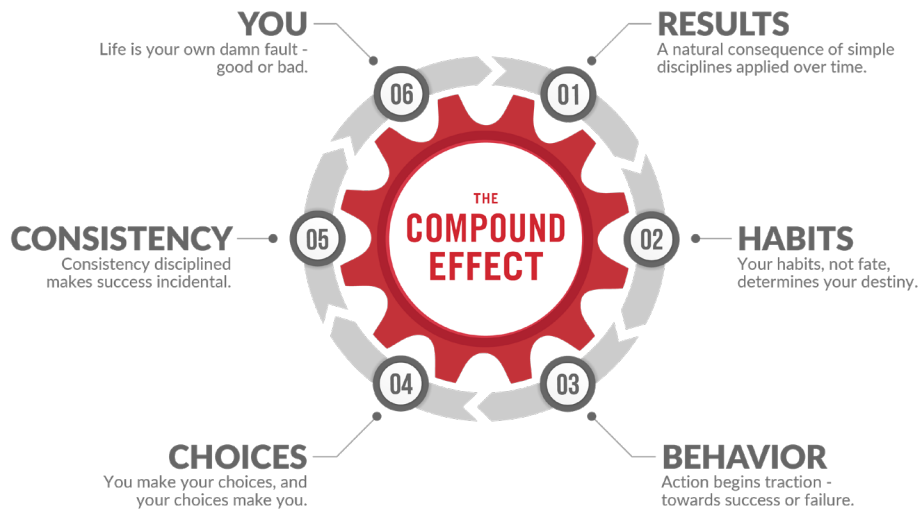 YOU
Life is your own damn fault -
good or bad.
06
RESULTS
A natural consequence of simple
disciplines applied over time.
01
CONSISTENCY
Consistency disciplined
makes success incidental.
05
THE
COMPOUND
EFFECT
02
HABITS
Your habits, not fate,
determines your destiny.
04
CHOICES
You make your choices, and
your choices make you.
03
BEHAVIOR
Action begins traction -
towards success or failure.